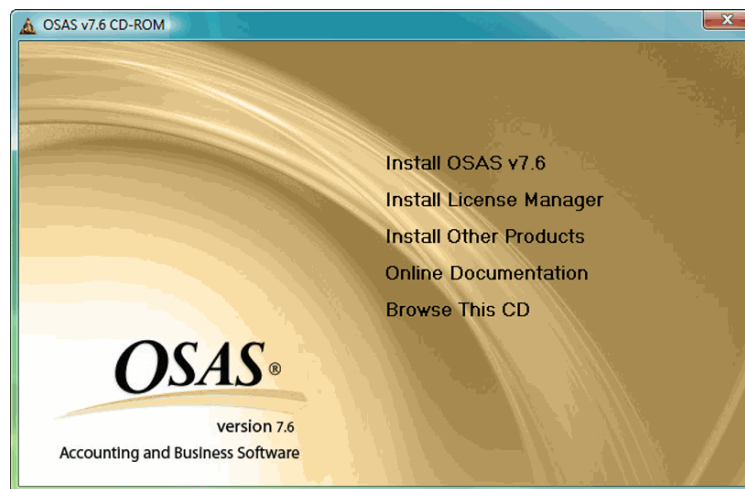 OSAS v7.6 CD-ROM
Install OSAS v7.6
Install License Manager
Install Other Products
Online Documentation
Browse This CD
OSAS®
version 7.6
Accounting and Business Software